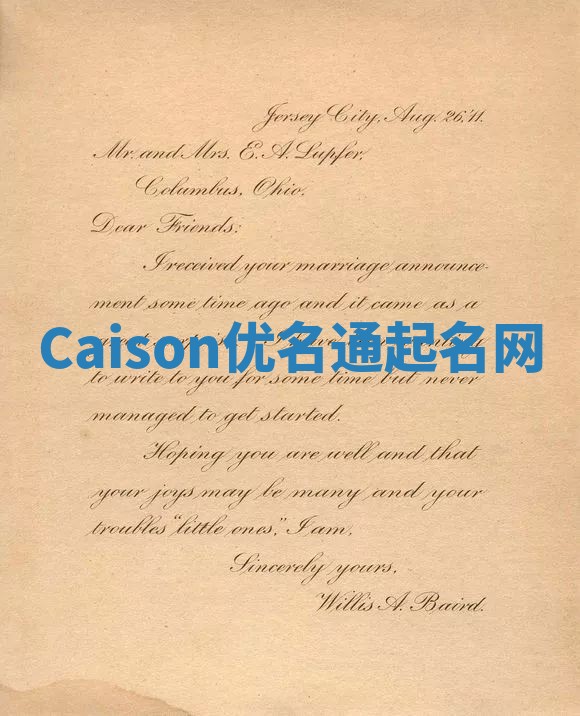 Jersey City, Aug. 26,'11.
Mr. and Mrs. E. A. Lupfer,
Columbus, Ohio.
Dear Friends:
I received your marriage announce-
ment some time ago and it came as a
Caison优名通起名网
to write to you for some time but never
managed to get started.
Hoping you are well and that
your joys may be many and your
troubles "little ones," I am,
Sincerely yours,
Willis A. Baird.